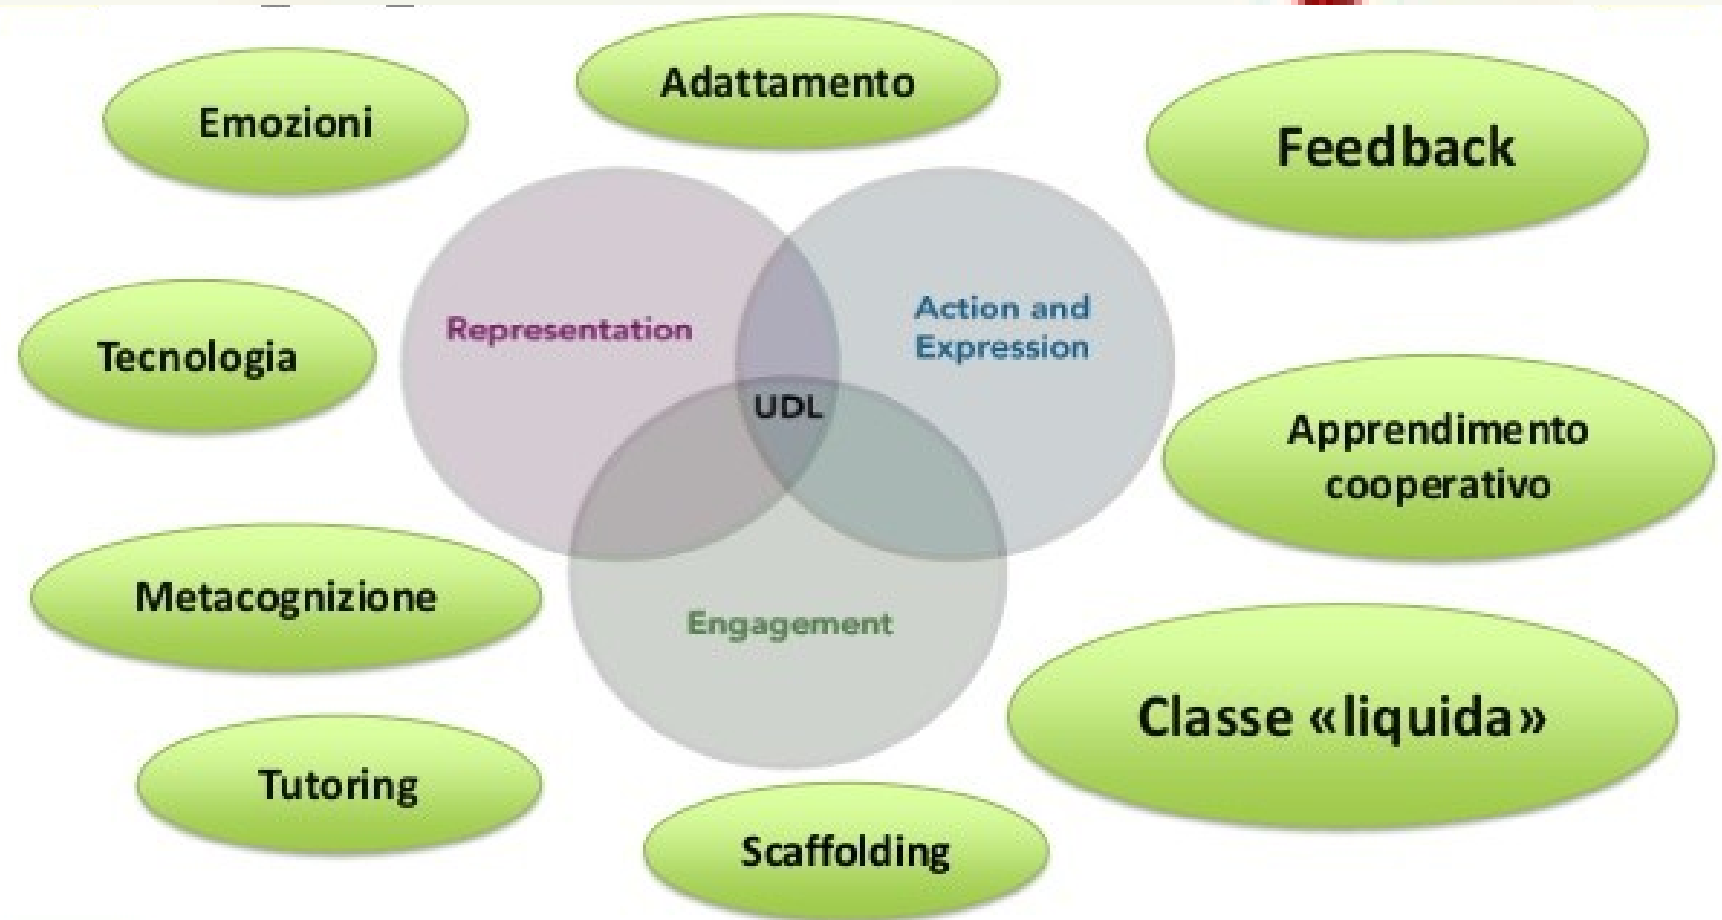 Adattamento
Emozioni
Feedback
Representation
Action and
Expression
Tecnologia
UDL
Apprendimento
cooperativo
Metacognizione
Engagement
Classe «liquida»
Tutoring
Scaffolding